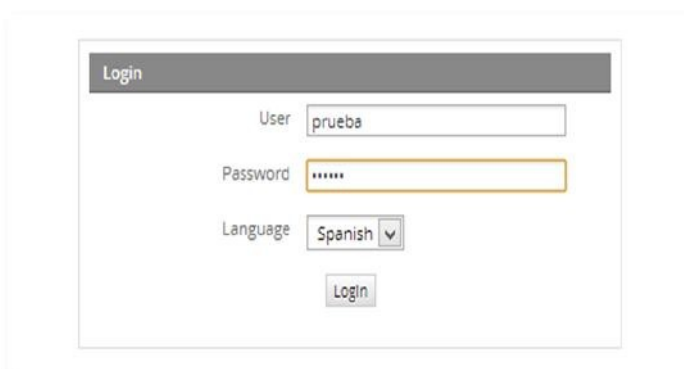 Login
User prueba
Password ••••••
Language Spanish
LogIn